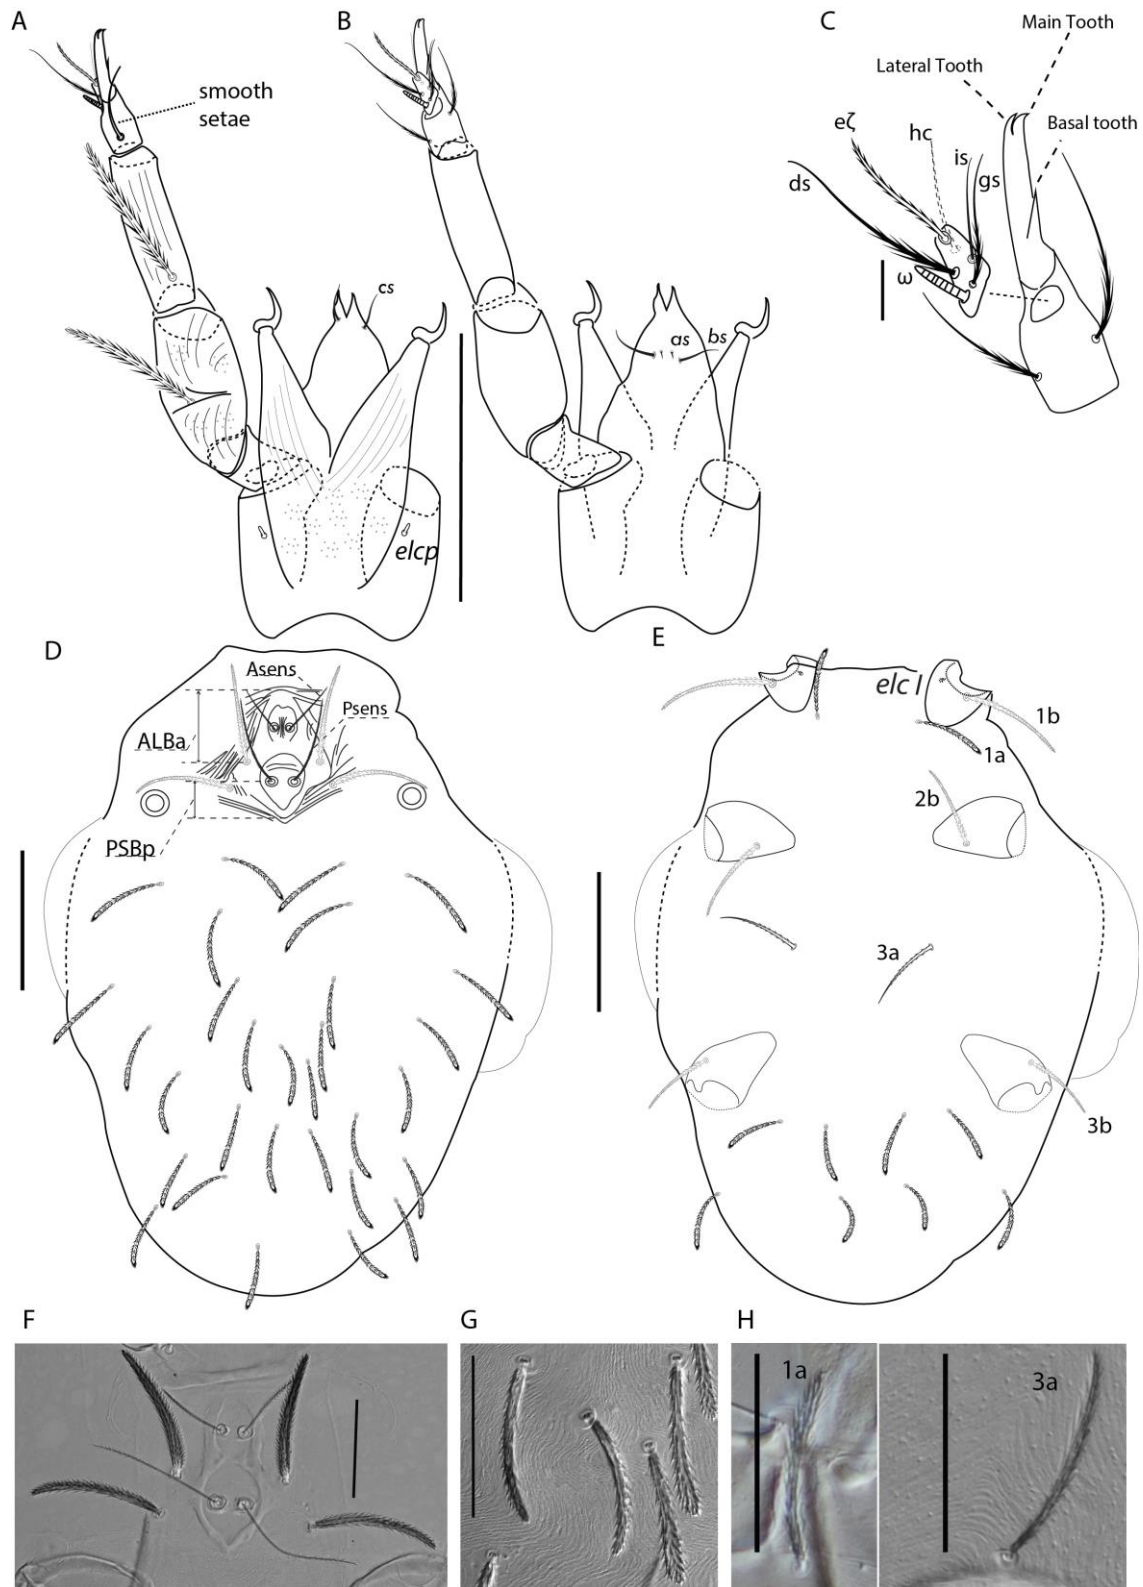 A
B
C
Main Tooth
Lateral Tooth
Basal tooth
smooth
setae
eζ
hc
is
gs
ds
ω
cs
as
bs
elcp
D
E
Asens
Psens
ALBa
PSBp
elc I
1b
1a
2b
3a
3b
F
G
H
1a
3a